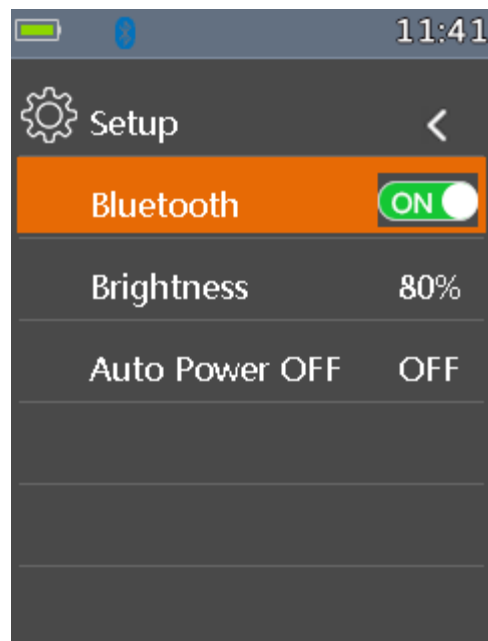 11:41
Setup
Bluetooth ON
Brightness 80%
Auto Power OFF OFF